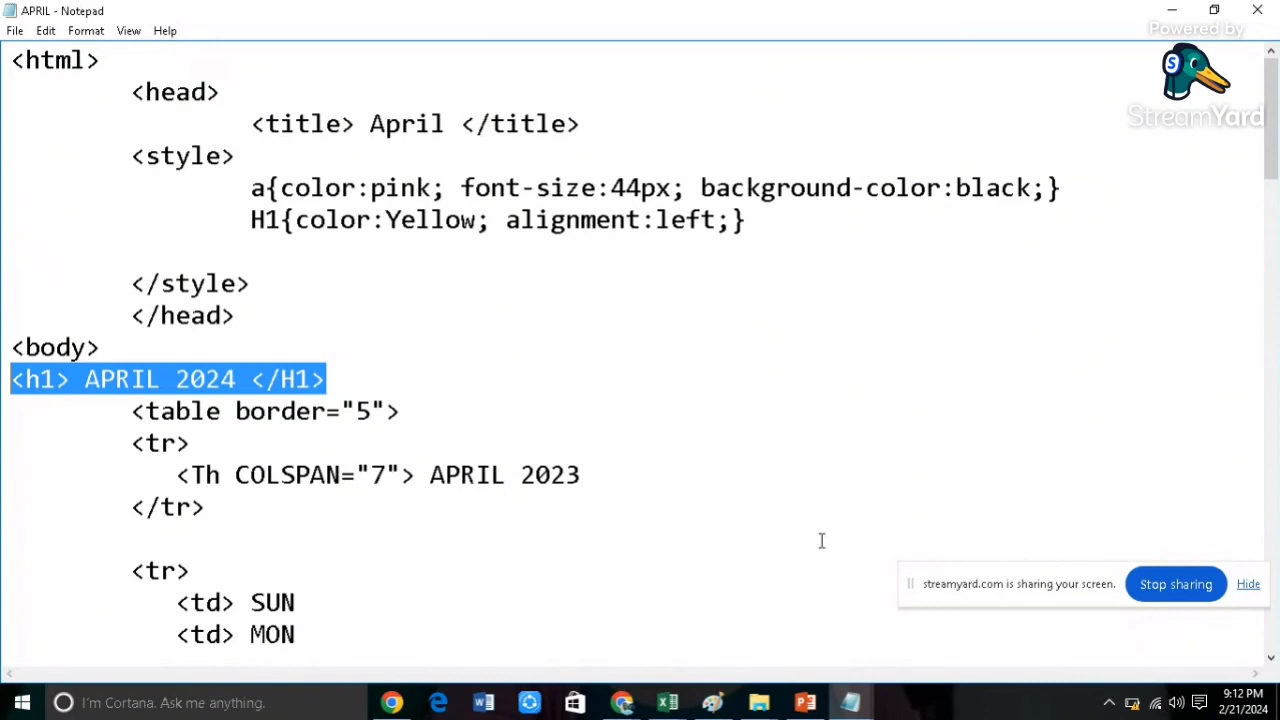 APRIL - Notepad
File Edit Format View Help
Powered by
StreamYard
<html>
<head>
<title> April </title>
<style>
a{color:pink; font-size:44px; background-color:black;}
H1{color:Yellow; alignment:left;}
</style>
</head>
<body>
<h1> APRIL 2024 </H1>
<table border="5">
<tr>
<Th COLSPAN="7"> APRIL 2023
</tr>
<tr>
<td> SUN
<td> MON
streamyard.com is sharing your screen. Stop sharing Hide
I'm Cortana. Ask me anything.
9:12 PM
2/21/2024